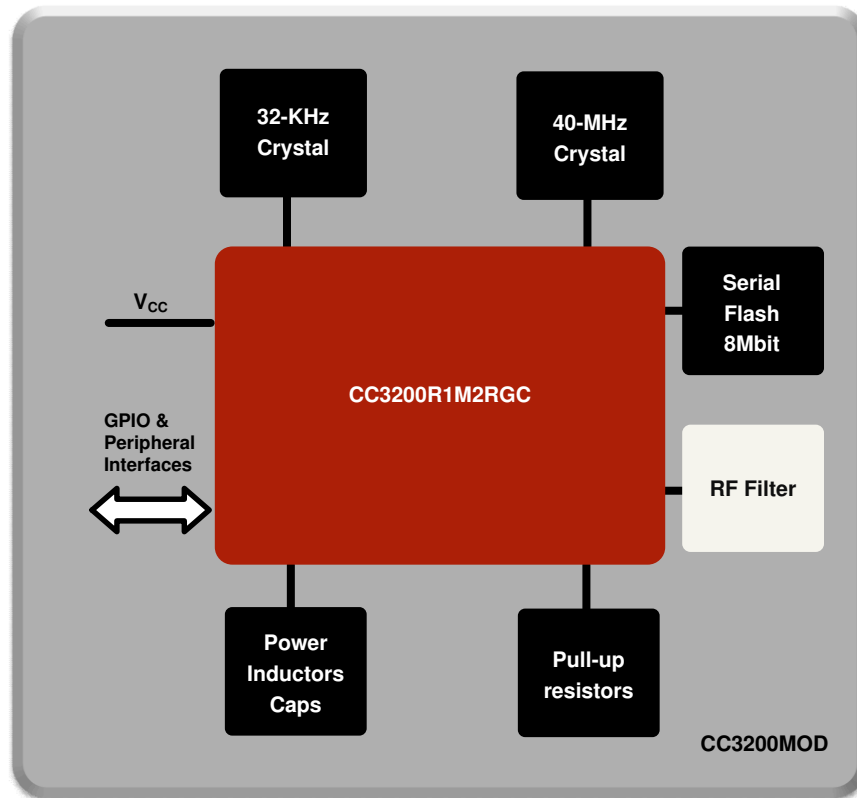 32-KHz
Crystal
40-MHz
Crystal
Serial
Flash
8Mbit
VCC
CC3200R1M2RGC
GPIO &
Peripheral
Interfaces
RF Filter
Power
Inductors
Caps
Pull-up
resistors
CC3200MOD